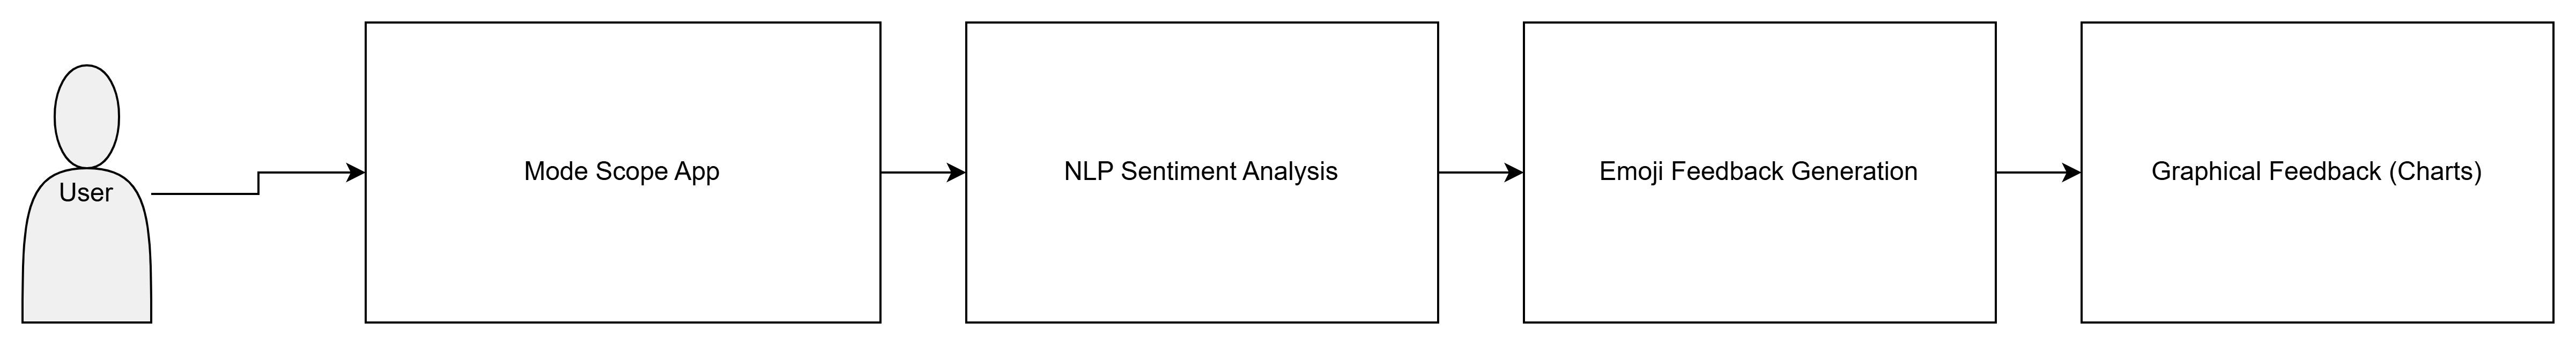 User
Mode Scope App
NLP Sentiment Analysis
Emoji Feedback Generation
Graphical Feedback (Charts)